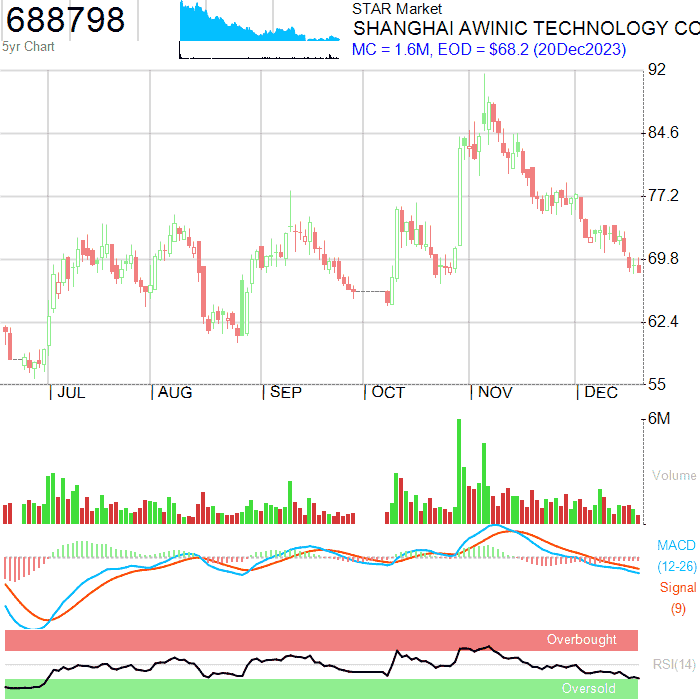 688798
5yr Chart
STAR Market
SHANGHAI AWINIC TECHNOLOGY CO
MC = 1.6M, EOD = $68.2 (20Dec2023)
92
84.6
77.2
69.8
62.4
55
JUL
AUG
SEP
OCT
NOV
DEC
6M
Volume
MACD
(12-26)
Signal
(9)
Overbought
RSI(14)
Oversold